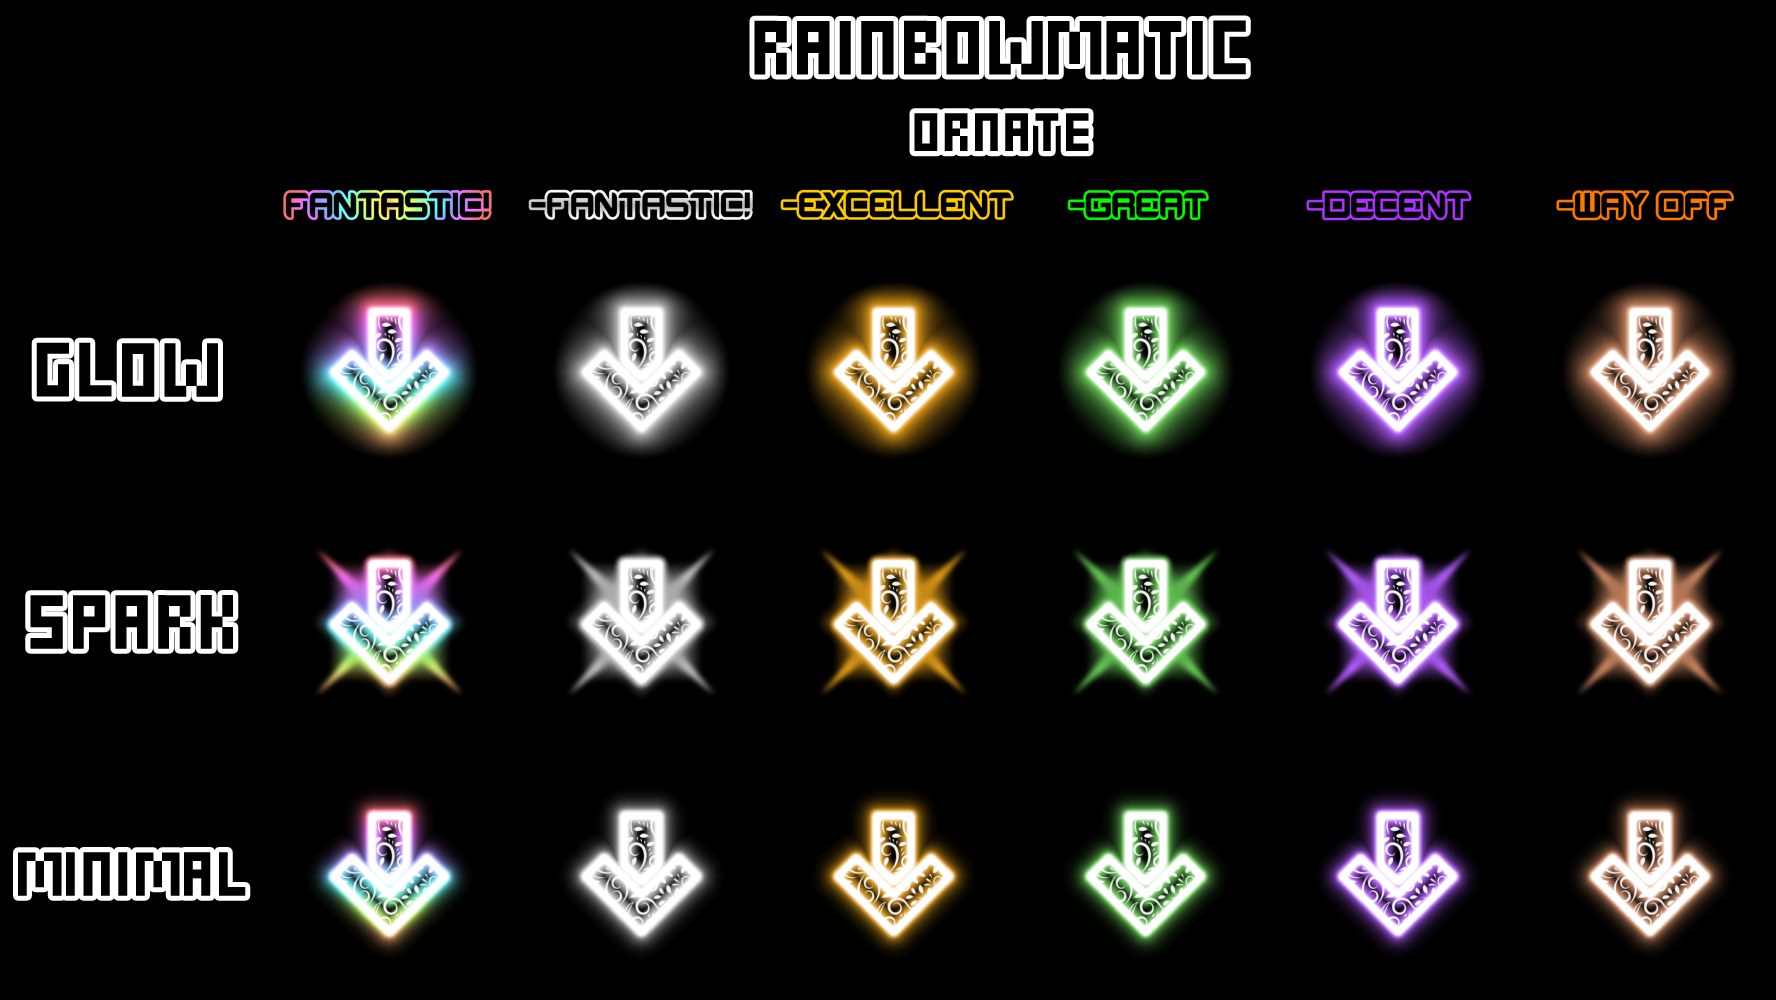 RAINBOWMATIC
ORNATE
FANTASTIC! -FANTASTIC! -EXCELLENT -GREAT -DECENT -WAY OFF
GLOW
SPARK
MINIMAL